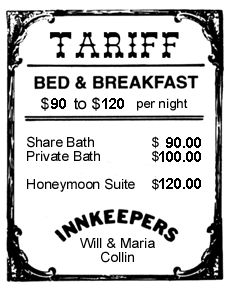 TARIFF
BED & BREAKFAST
$90 to $120 per night
Share Bath $ 90.00
Private Bath $100.00
Honeymoon Suite $120.00
INNKEEPERS
Will & Maria
Collin